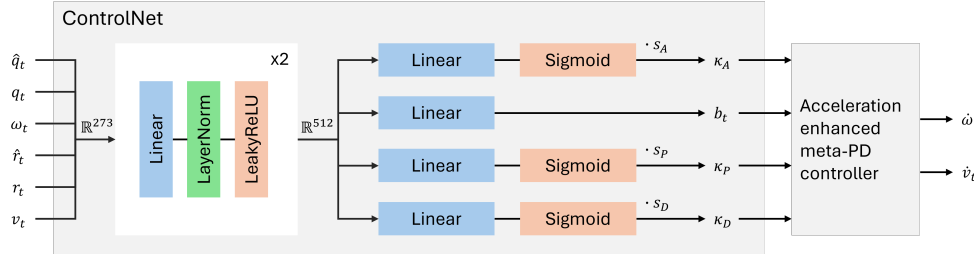 ControlNet
x2
q̂_t
q_t
ω_t
r̂_t
r_t
v_t
ℝ^273
Linear
LayerNorm
LeakyReLU
ℝ^512
Linear
Sigmoid
· s_A
κ_A
Linear
b_t
Linear
Sigmoid
· s_P
κ_P
Linear
Sigmoid
· s_D
κ_D
Acceleration
enhanced
meta-PD
controller
ω̇
v̇_t